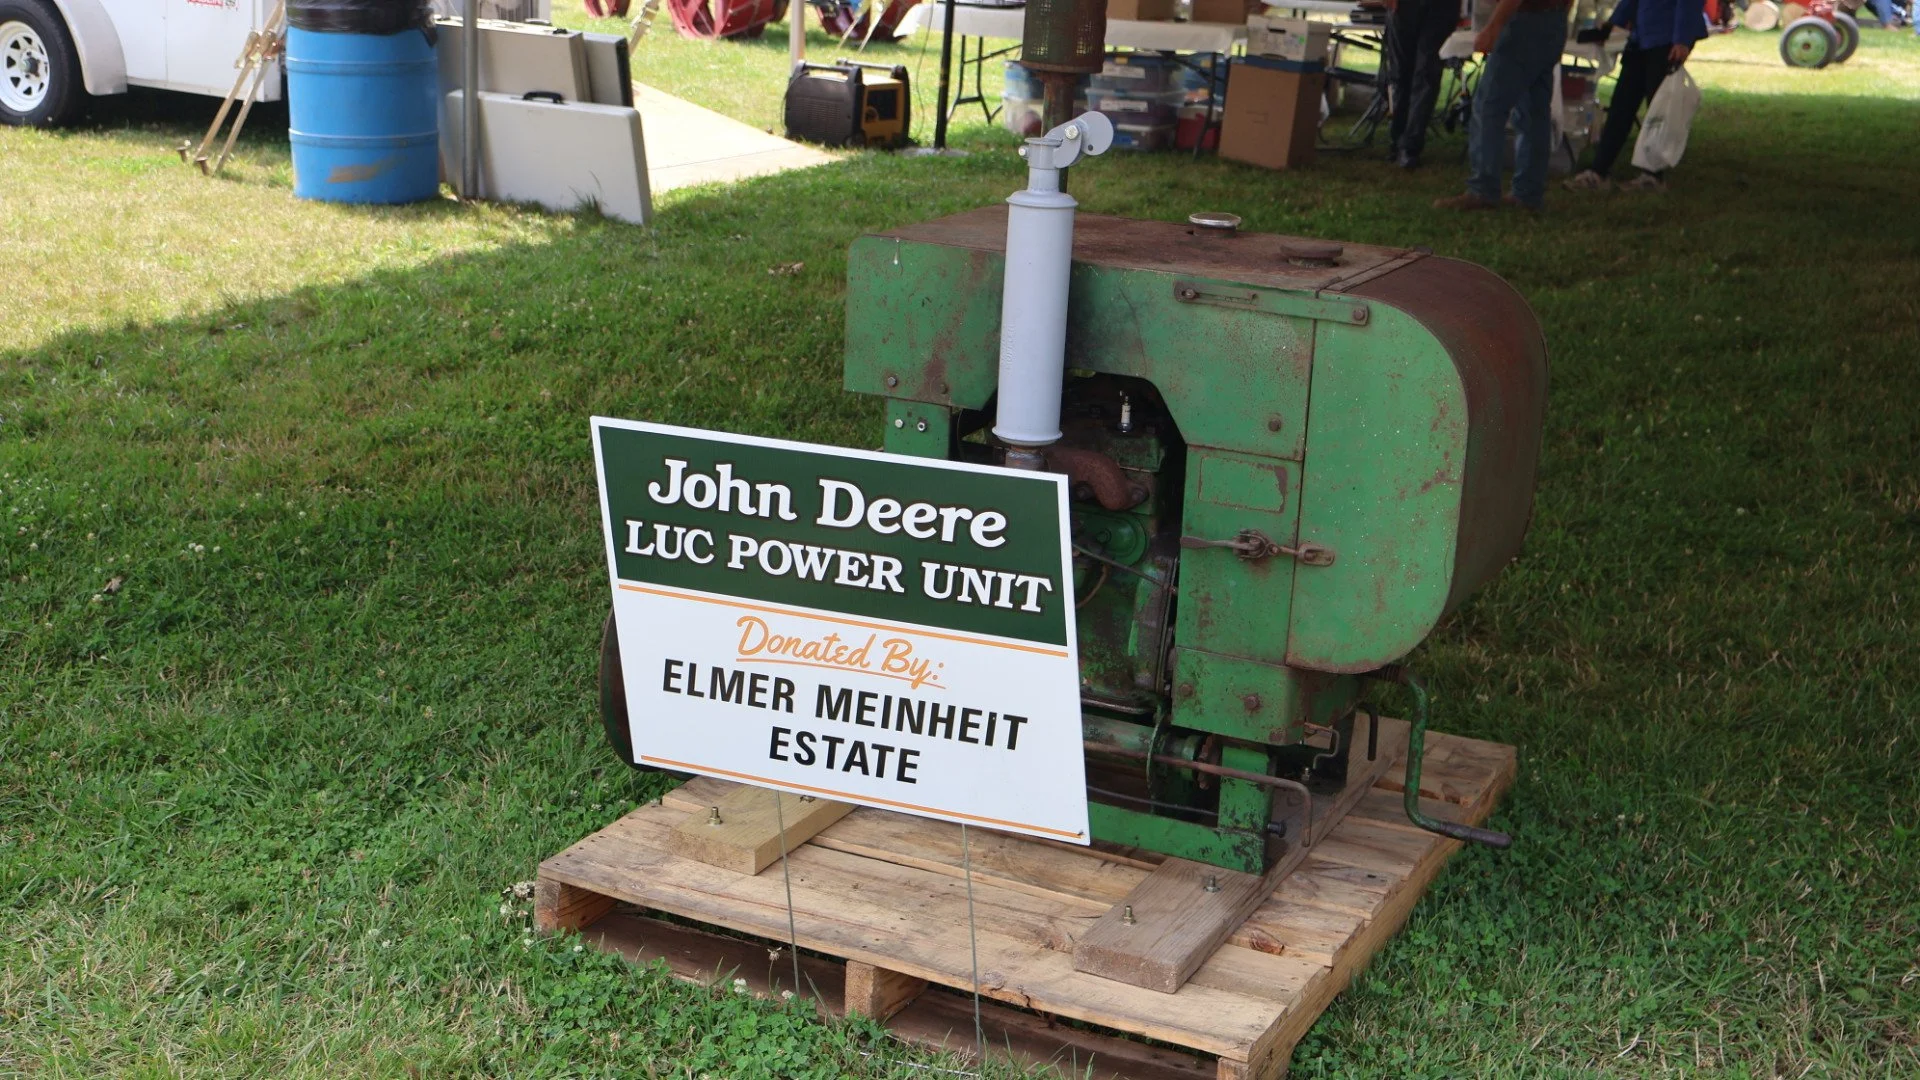 John Deere
LUC POWER UNIT
Donated By:
ELMER MEINHEIT
ESTATE